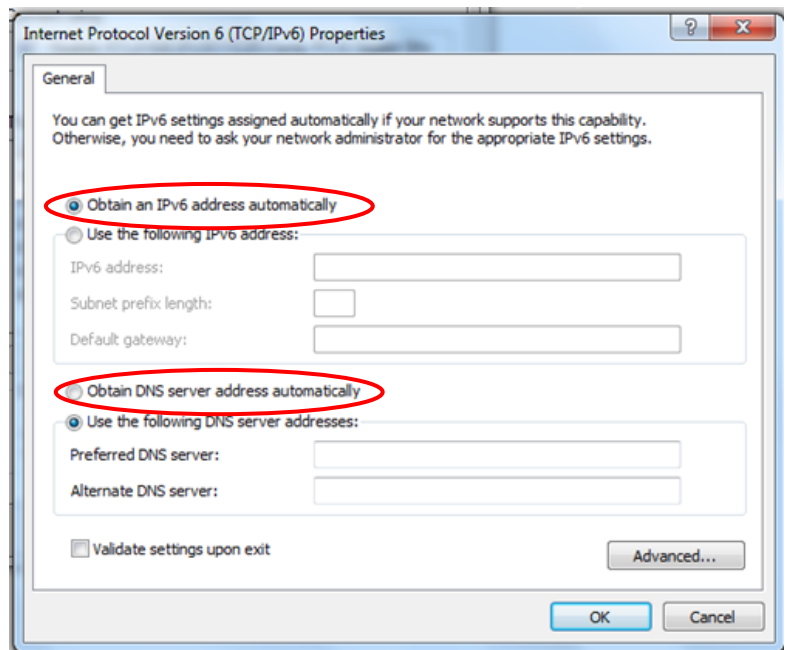 Internet Protocol Version 6 (TCP/IPv6) Properties
General
You can get IPv6 settings assigned automatically if your network supports this capability.
Otherwise, you need to ask your network administrator for the appropriate IPv6 settings.
Obtain an IPv6 address automatically
Use the following IPv6 address:
IPv6 address:
Subnet prefix length:
Default gateway:
Obtain DNS server address automatically
Use the following DNS server addresses:
Preferred DNS server:
Alternate DNS server:
Validate settings upon exit
Advanced...
OK
Cancel